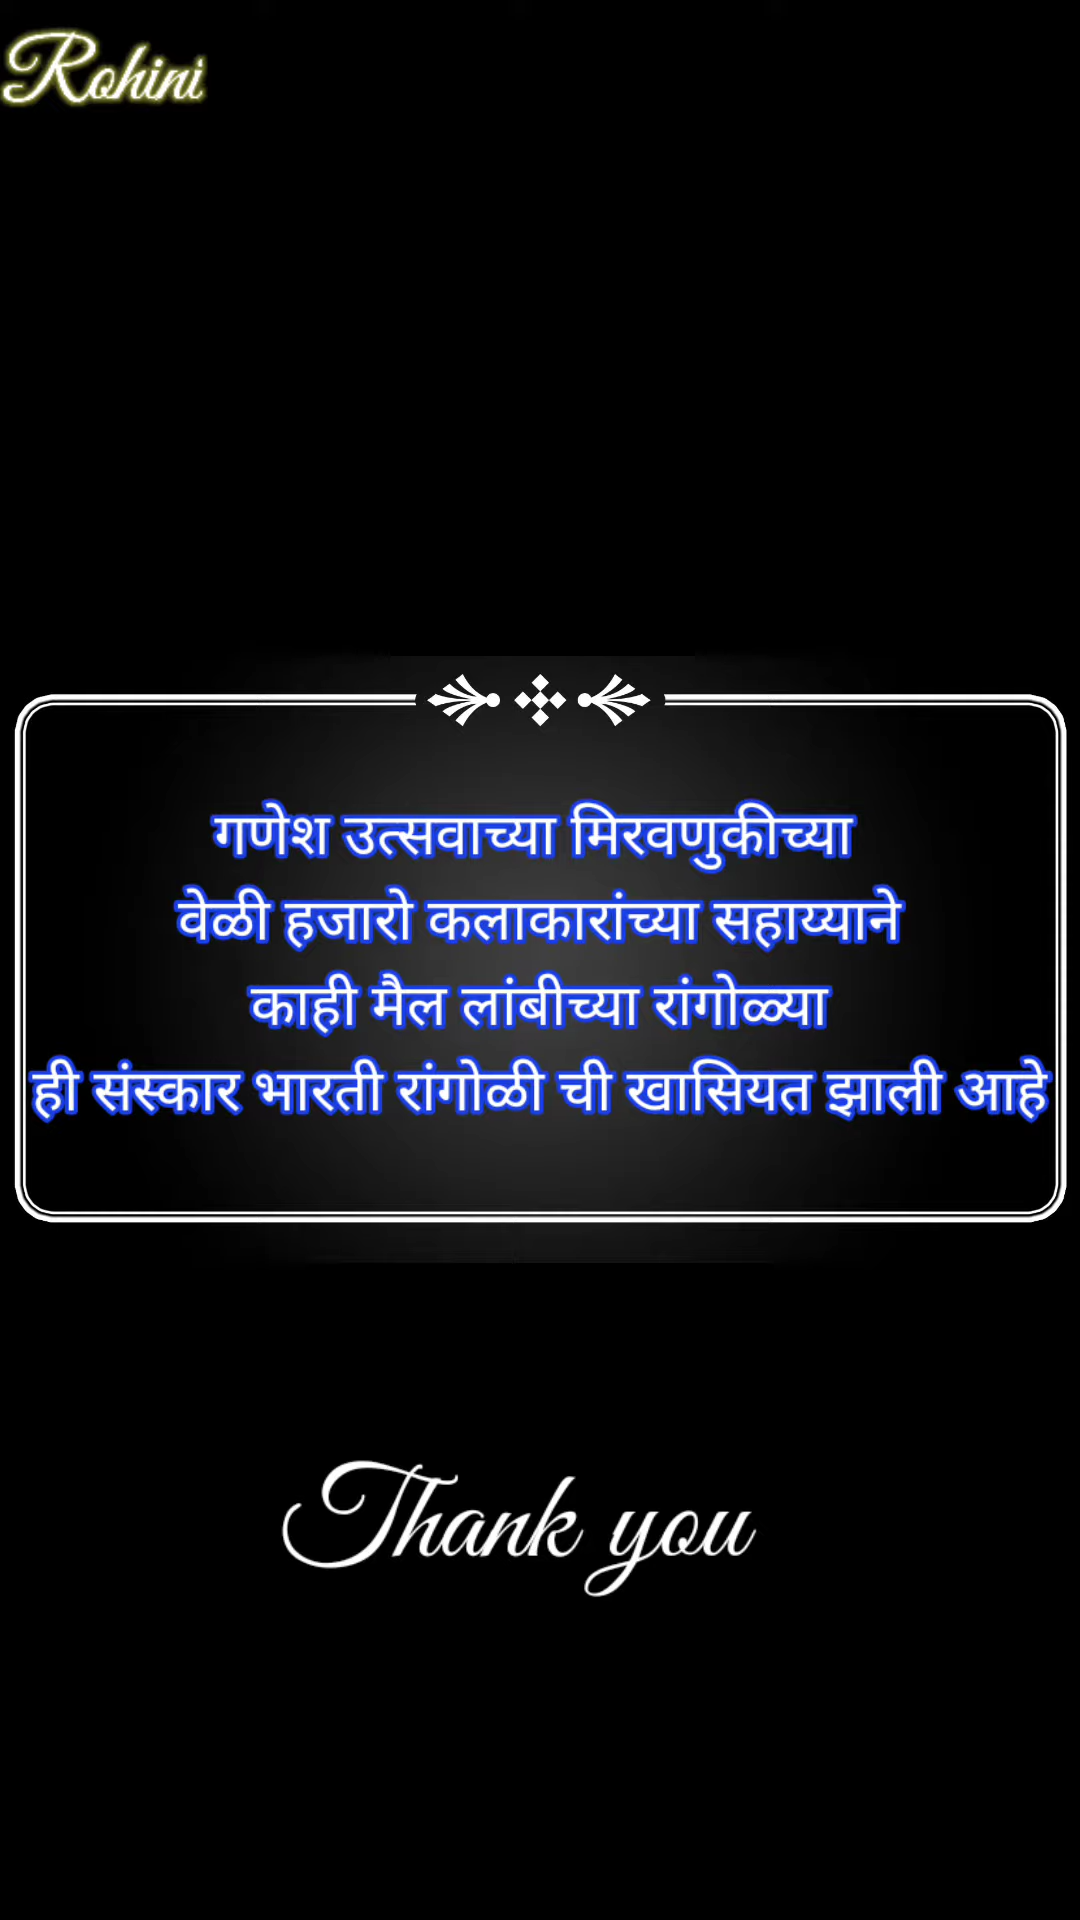 Rohini
गणेश उत्सवाच्या मिरवणुकीच्या
वेळी हजारो कलाकारांच्या सहाय्याने
काही मैल लांबीच्या रांगोळ्या
ही संस्कार भारती रांगोळी ची खासियत झाली आहे
Thank you